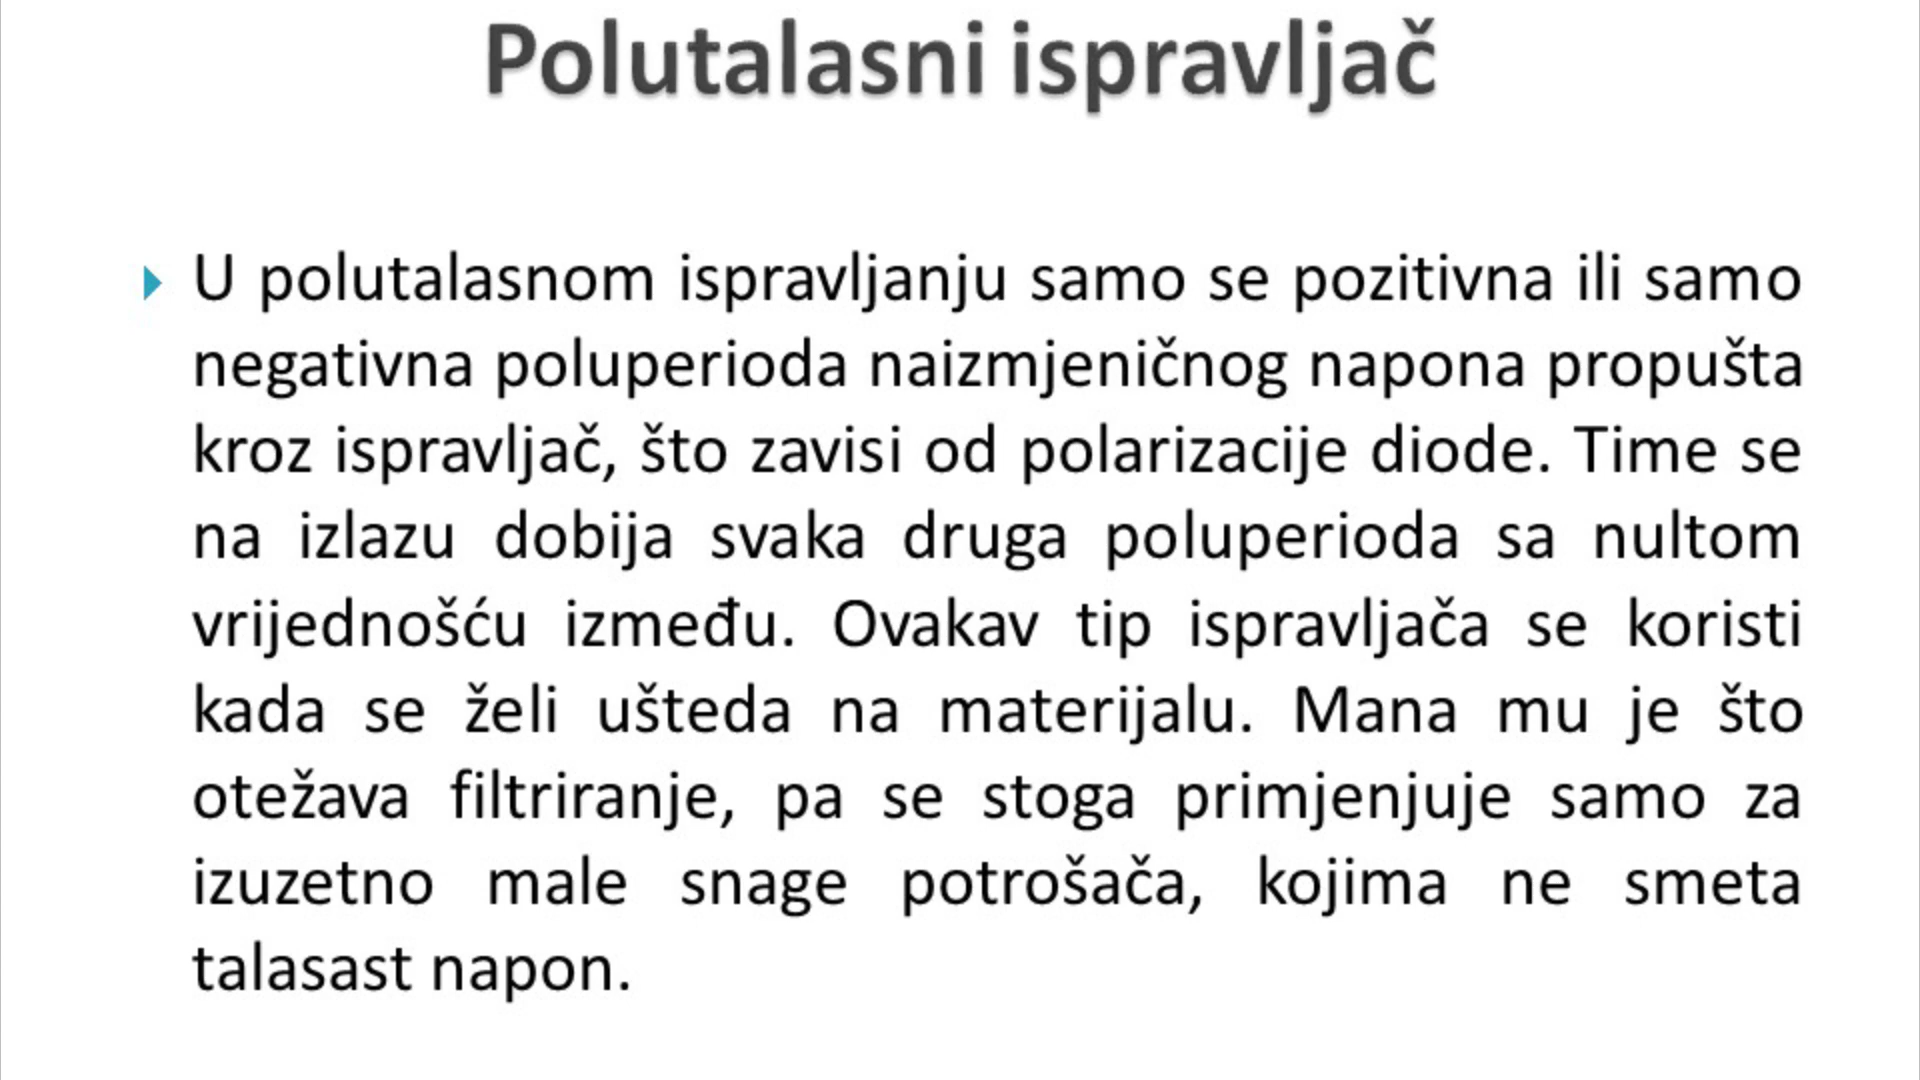 Polutalasni ispravljač
U polutalasnom ispravljanju samo se pozitivna ili samo
negativna poluperioda naizmjeničnog napona propušta
kroz ispravljač, što zavisi od polarizacije diode. Time se
na izlazu dobija svaka druga poluperioda sa nultom
vrijednošću između. Ovakav tip ispravljača se koristi
kada se želi ušteda na materijalu. Mana mu je što
otežava filtriranje, pa se stoga primjenjuje samo za
izuzetno male snage potrošača, kojima ne smeta
talasast napon.